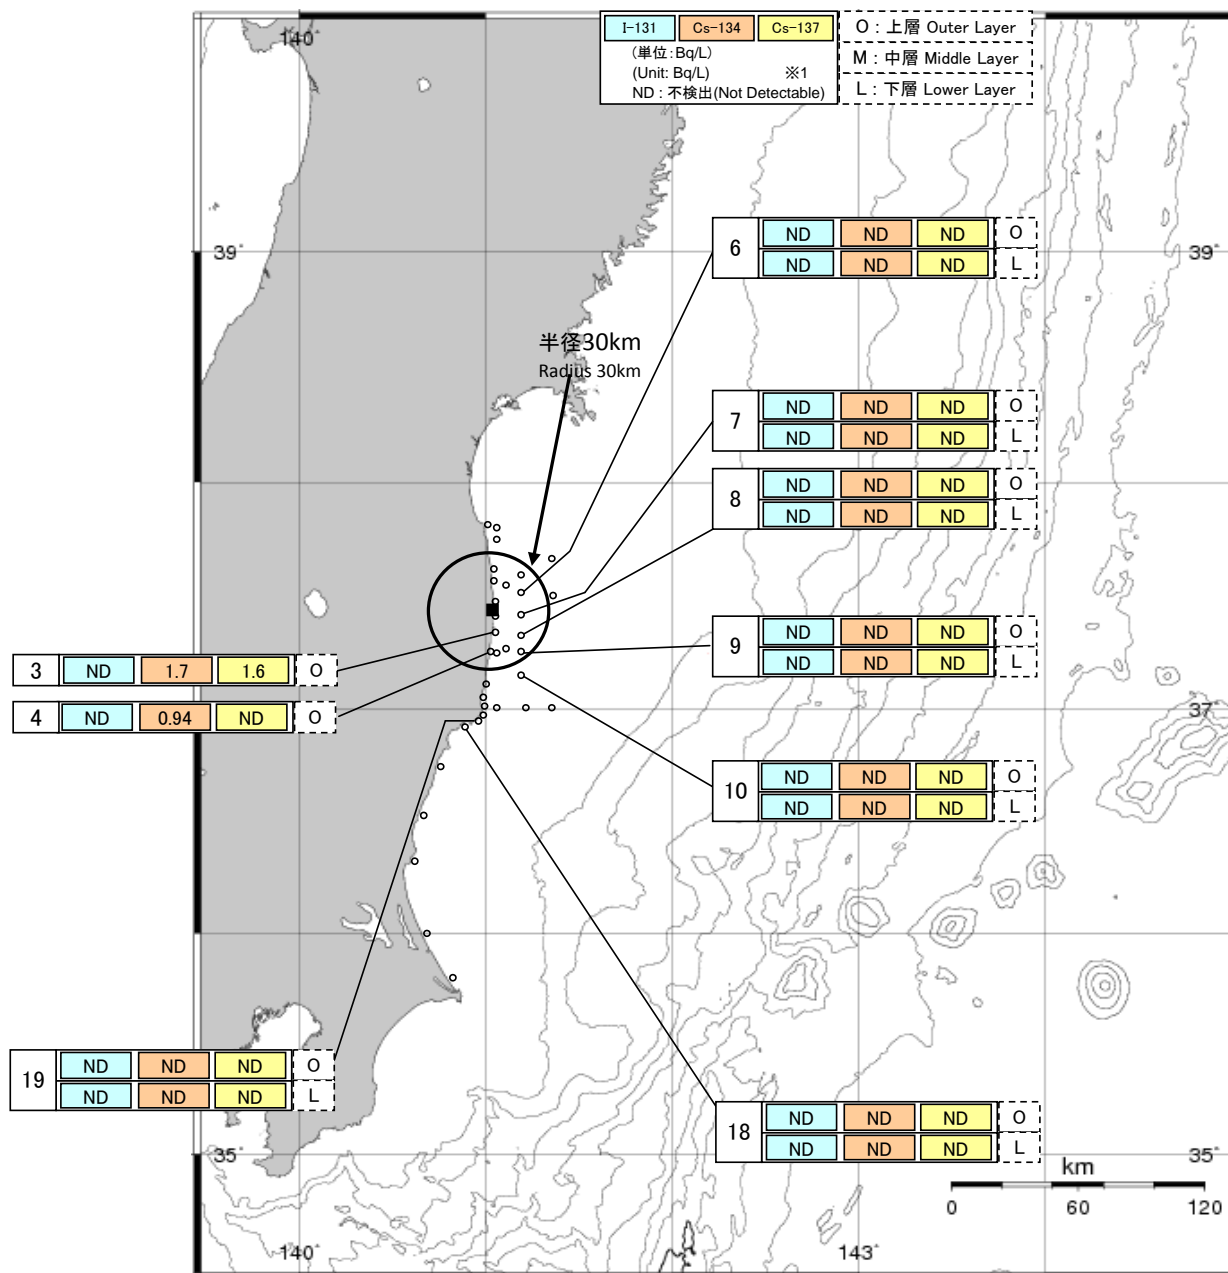 I-131 Cs-134 Cs-137
(単位:Bq/L)
(Unit: Bq/L) ※1
ND : 不検出(Not Detectable)
O : 上層 Outer Layer
M : 中層 Middle Layer
L : 下層 Lower Layer
140°
39°
39°
半径30km
Radius 30km
6
ND ND ND O
ND ND ND L
7
ND ND ND O
ND ND ND L
8
ND ND ND O
ND ND ND L
9
ND ND ND O
ND ND ND L
3 ND 1.7 1.6 O
4 ND 0.94 ND O
37°
10
ND ND ND O
ND ND ND L
19
ND ND ND O
ND ND ND L
18
ND ND ND O
ND ND ND L
35°
35°
km
0 60 120
140°
143°